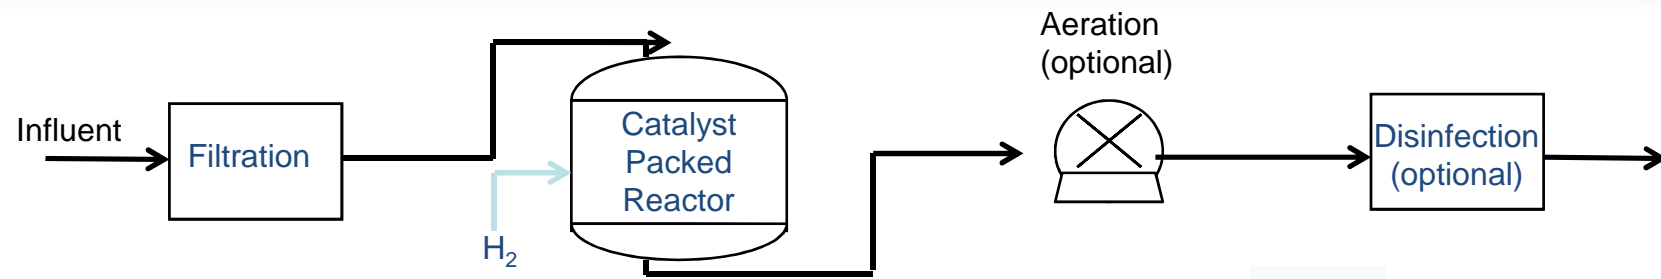 Influent
Filtration
H₂
Catalyst
Packed
Reactor
Aeration
(optional)
Disinfection
(optional)